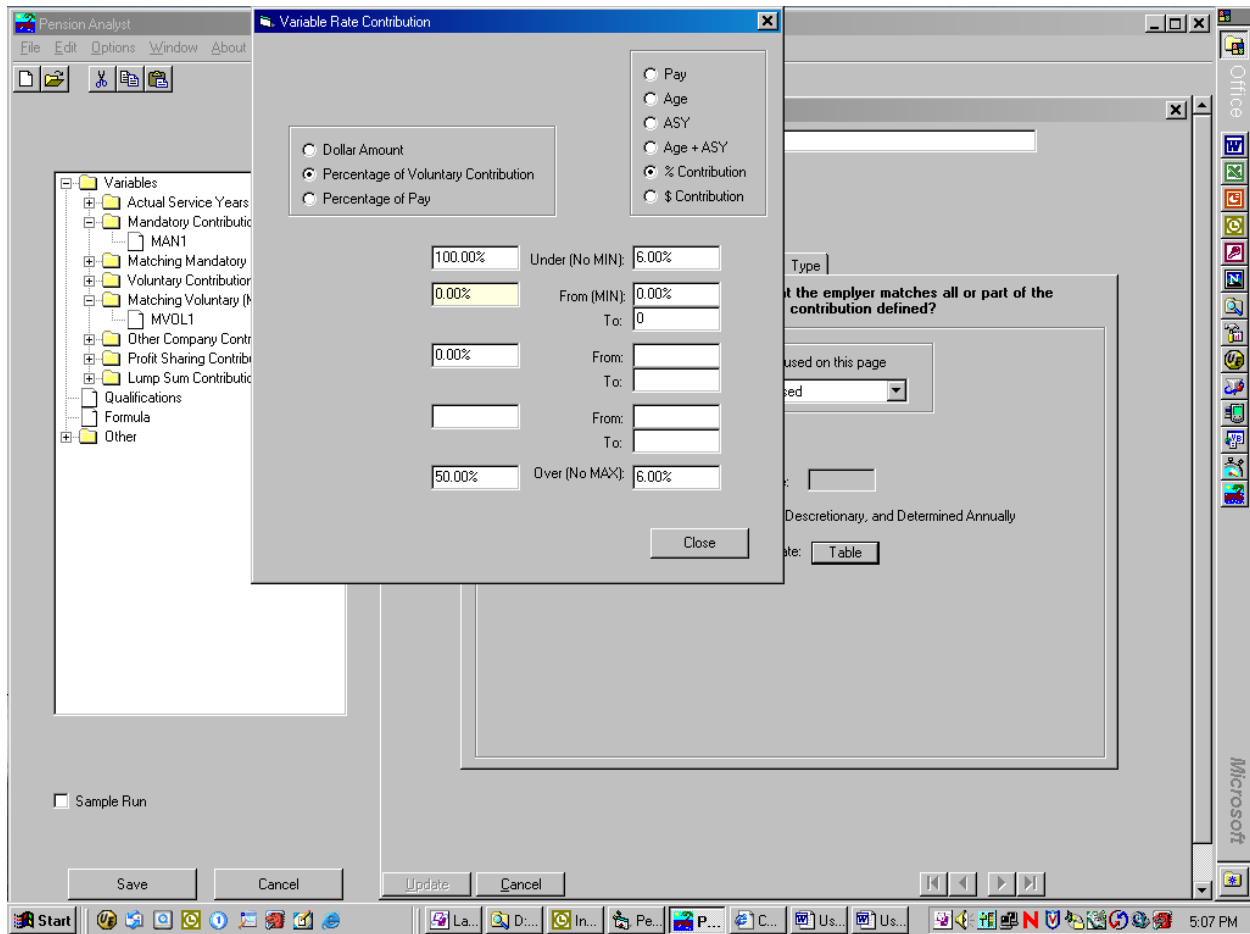 Pension Analyst
File Edit Options Window About
Variable Rate Contribution
Pay
Age
ASY
Age + ASY
% Contribution
$ Contribution
Dollar Amount
Percentage of Voluntary Contribution
Percentage of Pay
100.00% Under (No MIN): 6.00%
0.00% From (MIN): 0.00%
To: 0
0.00% From:
To:
From:
To:
50.00% Over (No MAX): 6.00%
Close
Variables
Actual Service Years
Mandatory Contributic
MAN1
Matching Mandatory
Voluntary Contribution
Matching Voluntary (M
MVOL1
Other Company Contr
Profit Sharing Contribu
Lump Sum Contributic
Qualifications
Formula
Other
Sample Run
Save Cancel
Type
at the emplyer matches all or part of the
contribution defined?
used on this page
sed
Descretionary, and Determined Annually
ate: Table
Update Cancel
Office
Microsoft
Start La... D:... In... Pe... P... C... Us... Us... 5:07 PM